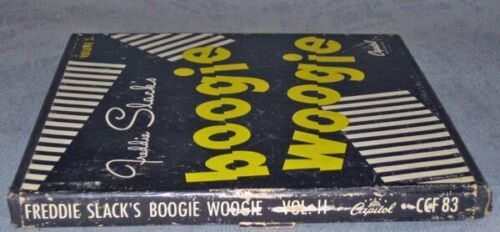 VOLUME 2
Freddie Slack's
boogie
woogie
Capitol
FREDDIE SLACK'S BOOGIE WOOGIE - VOL. II Capitol - CCF 83